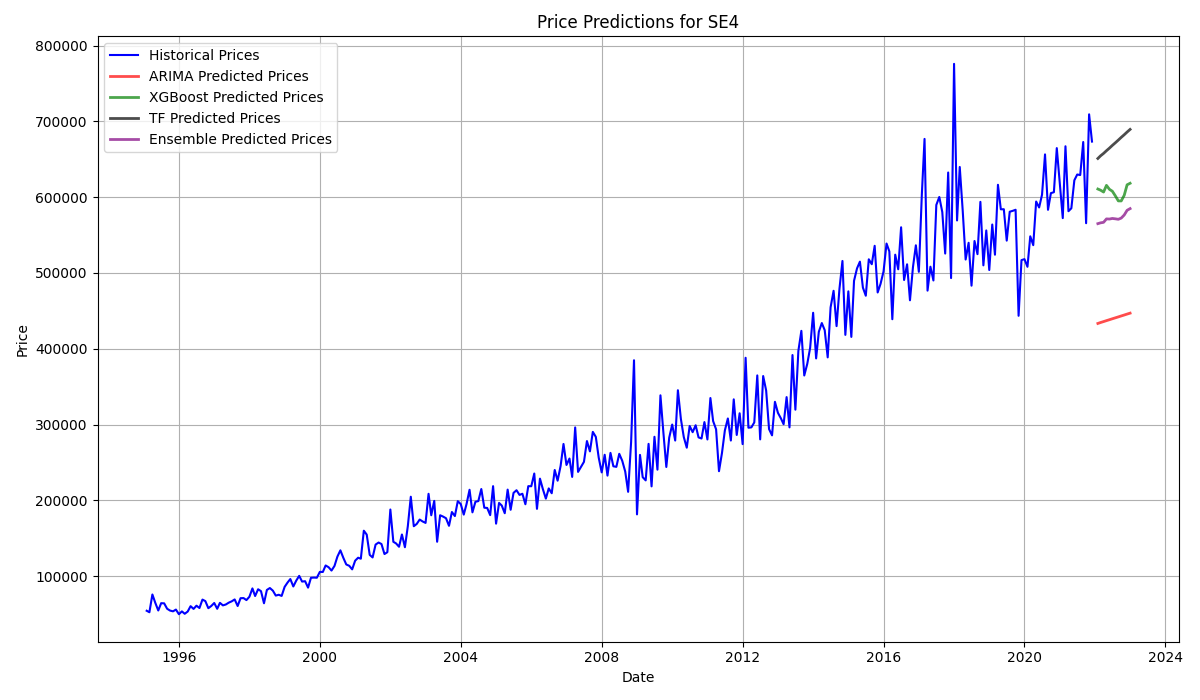 Price Predictions for SE4
Historical Prices
ARIMA Predicted Prices
XGBoost Predicted Prices
TF Predicted Prices
Ensemble Predicted Prices
800000
700000
600000
500000
400000
300000
200000
100000
Price
1996 2000 2004 2008 2012 2016 2020 2024
Date